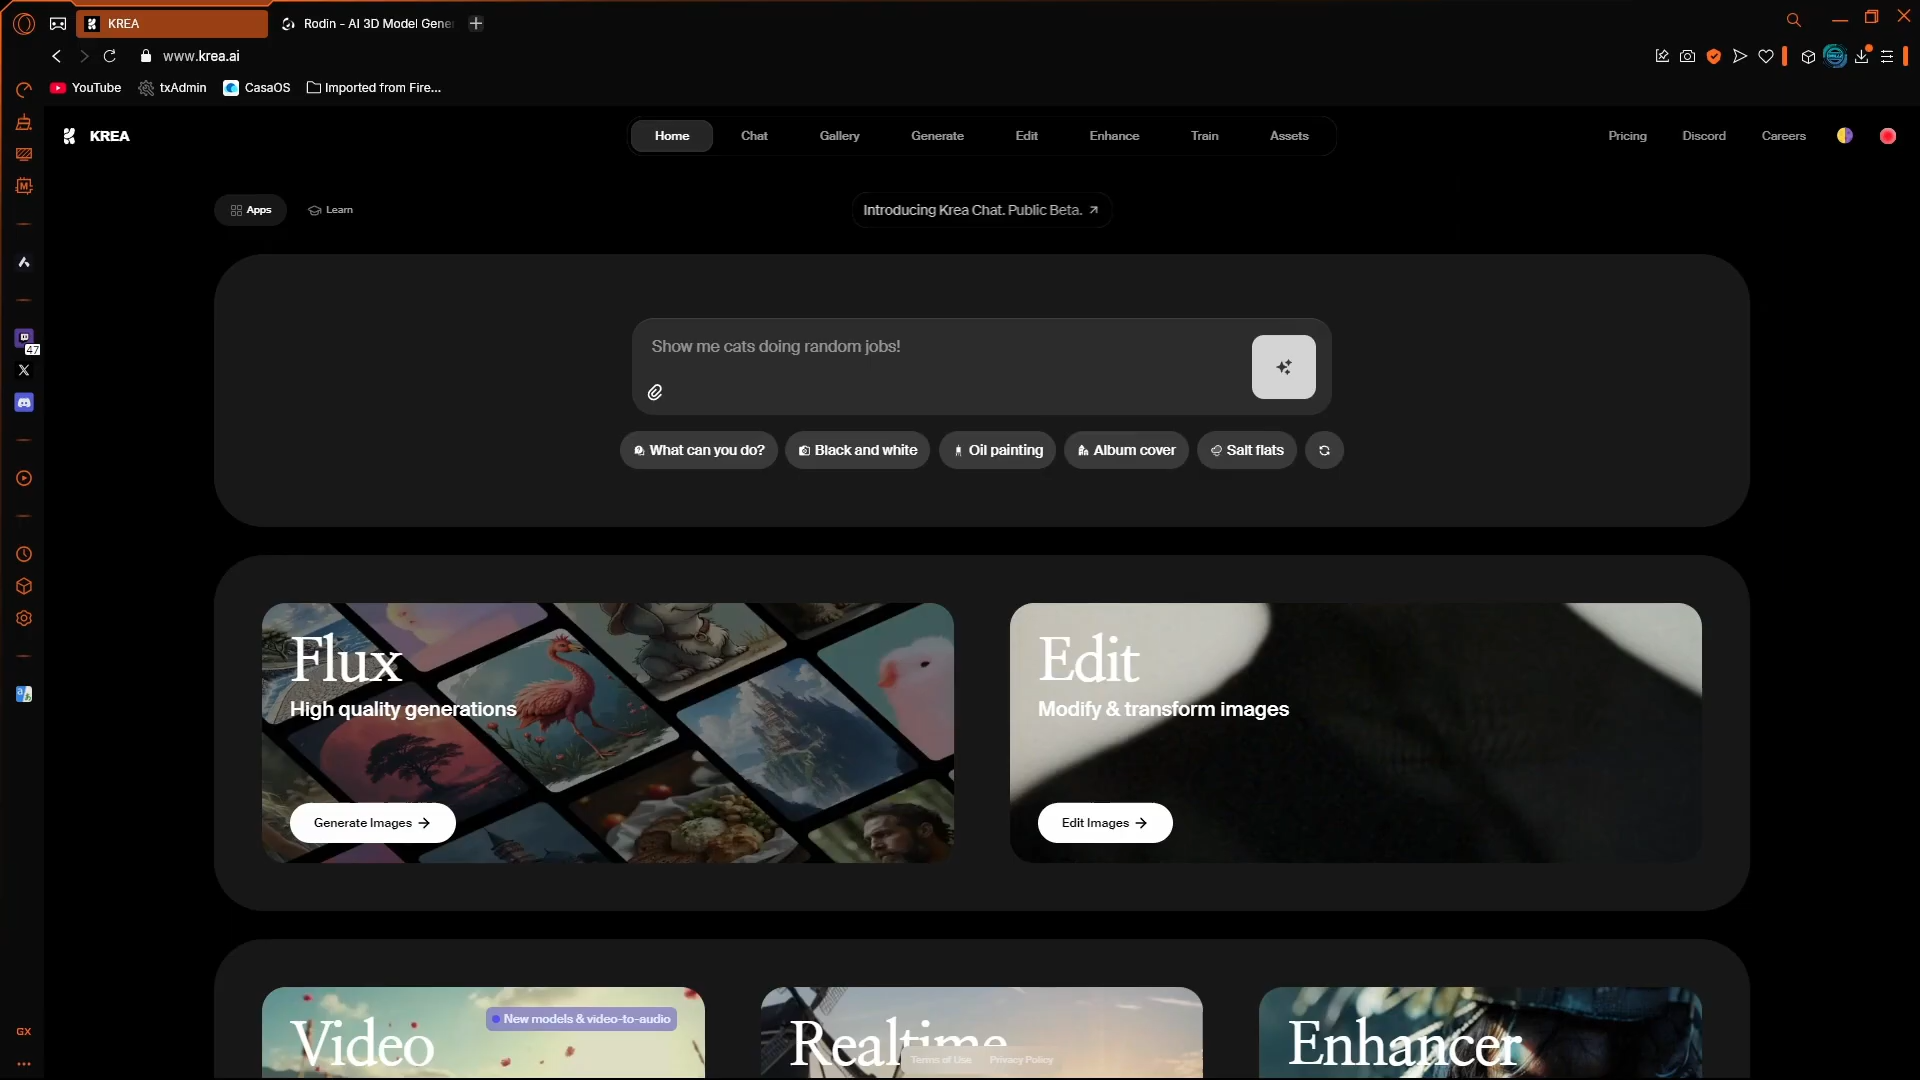 KREA
Rodin - AI 3D Model Gene
www.krea.ai
YouTube
txAdmin
CasaOS
Imported from Fire...
KREA
Home
Chat
Gallery
Generate
Edit
Enhance
Train
Assets
Pricing
Discord
Careers
Apps
Learn
Introducing Krea Chat. Public Beta.
47
Show me cats doing random jobs!
What can you do?
Black and white
Oil painting
Album cover
Salt flats
Flux
High quality generations
Generate Images
Edit
Modify & transform images
Edit Images
New models & video-to-audio
Video
Realtime
Enhancer
Terms of Use
Privacy Policy
GX